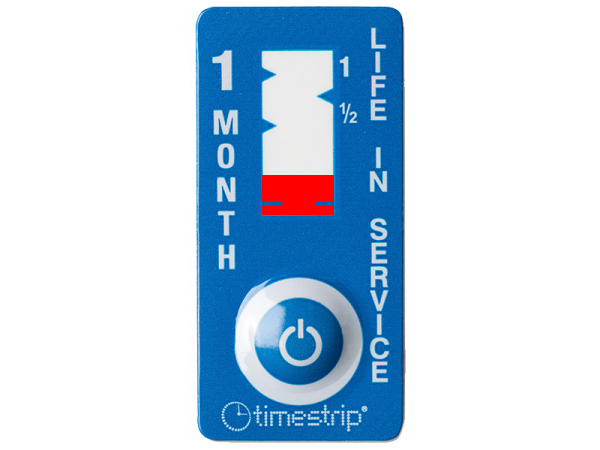 1 MONTH
1
½
LIFE IN SERVICE
timestrip®